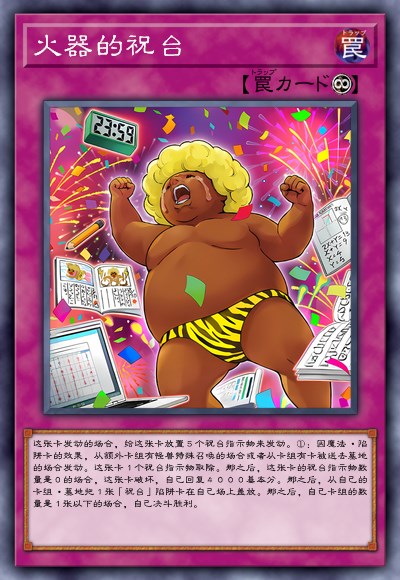 火器的祝台
罠
トラップ
【罠カード】
トラップ
23:59
2X+Y=13
X+Y=9
X=4
Y=5
这张卡发动的场合，给这张卡放置5个祝台指示物来发动。①：因魔法·陷
阱卡的效果，从额外卡组有怪兽特殊召唤的场合或者从卡组有卡被送去墓地
的场合发动。这张卡1个祝台指示物取除。那之后，这张卡的祝台指示物数
量是0的场合，这张卡破坏，自己回复4000基本分。那之后，从自己的
卡组·墓地把1张「祝台」陷阱卡在自己场上盖放。那之后，自己卡组的数
量是1张以下的场合，自己决斗胜利。